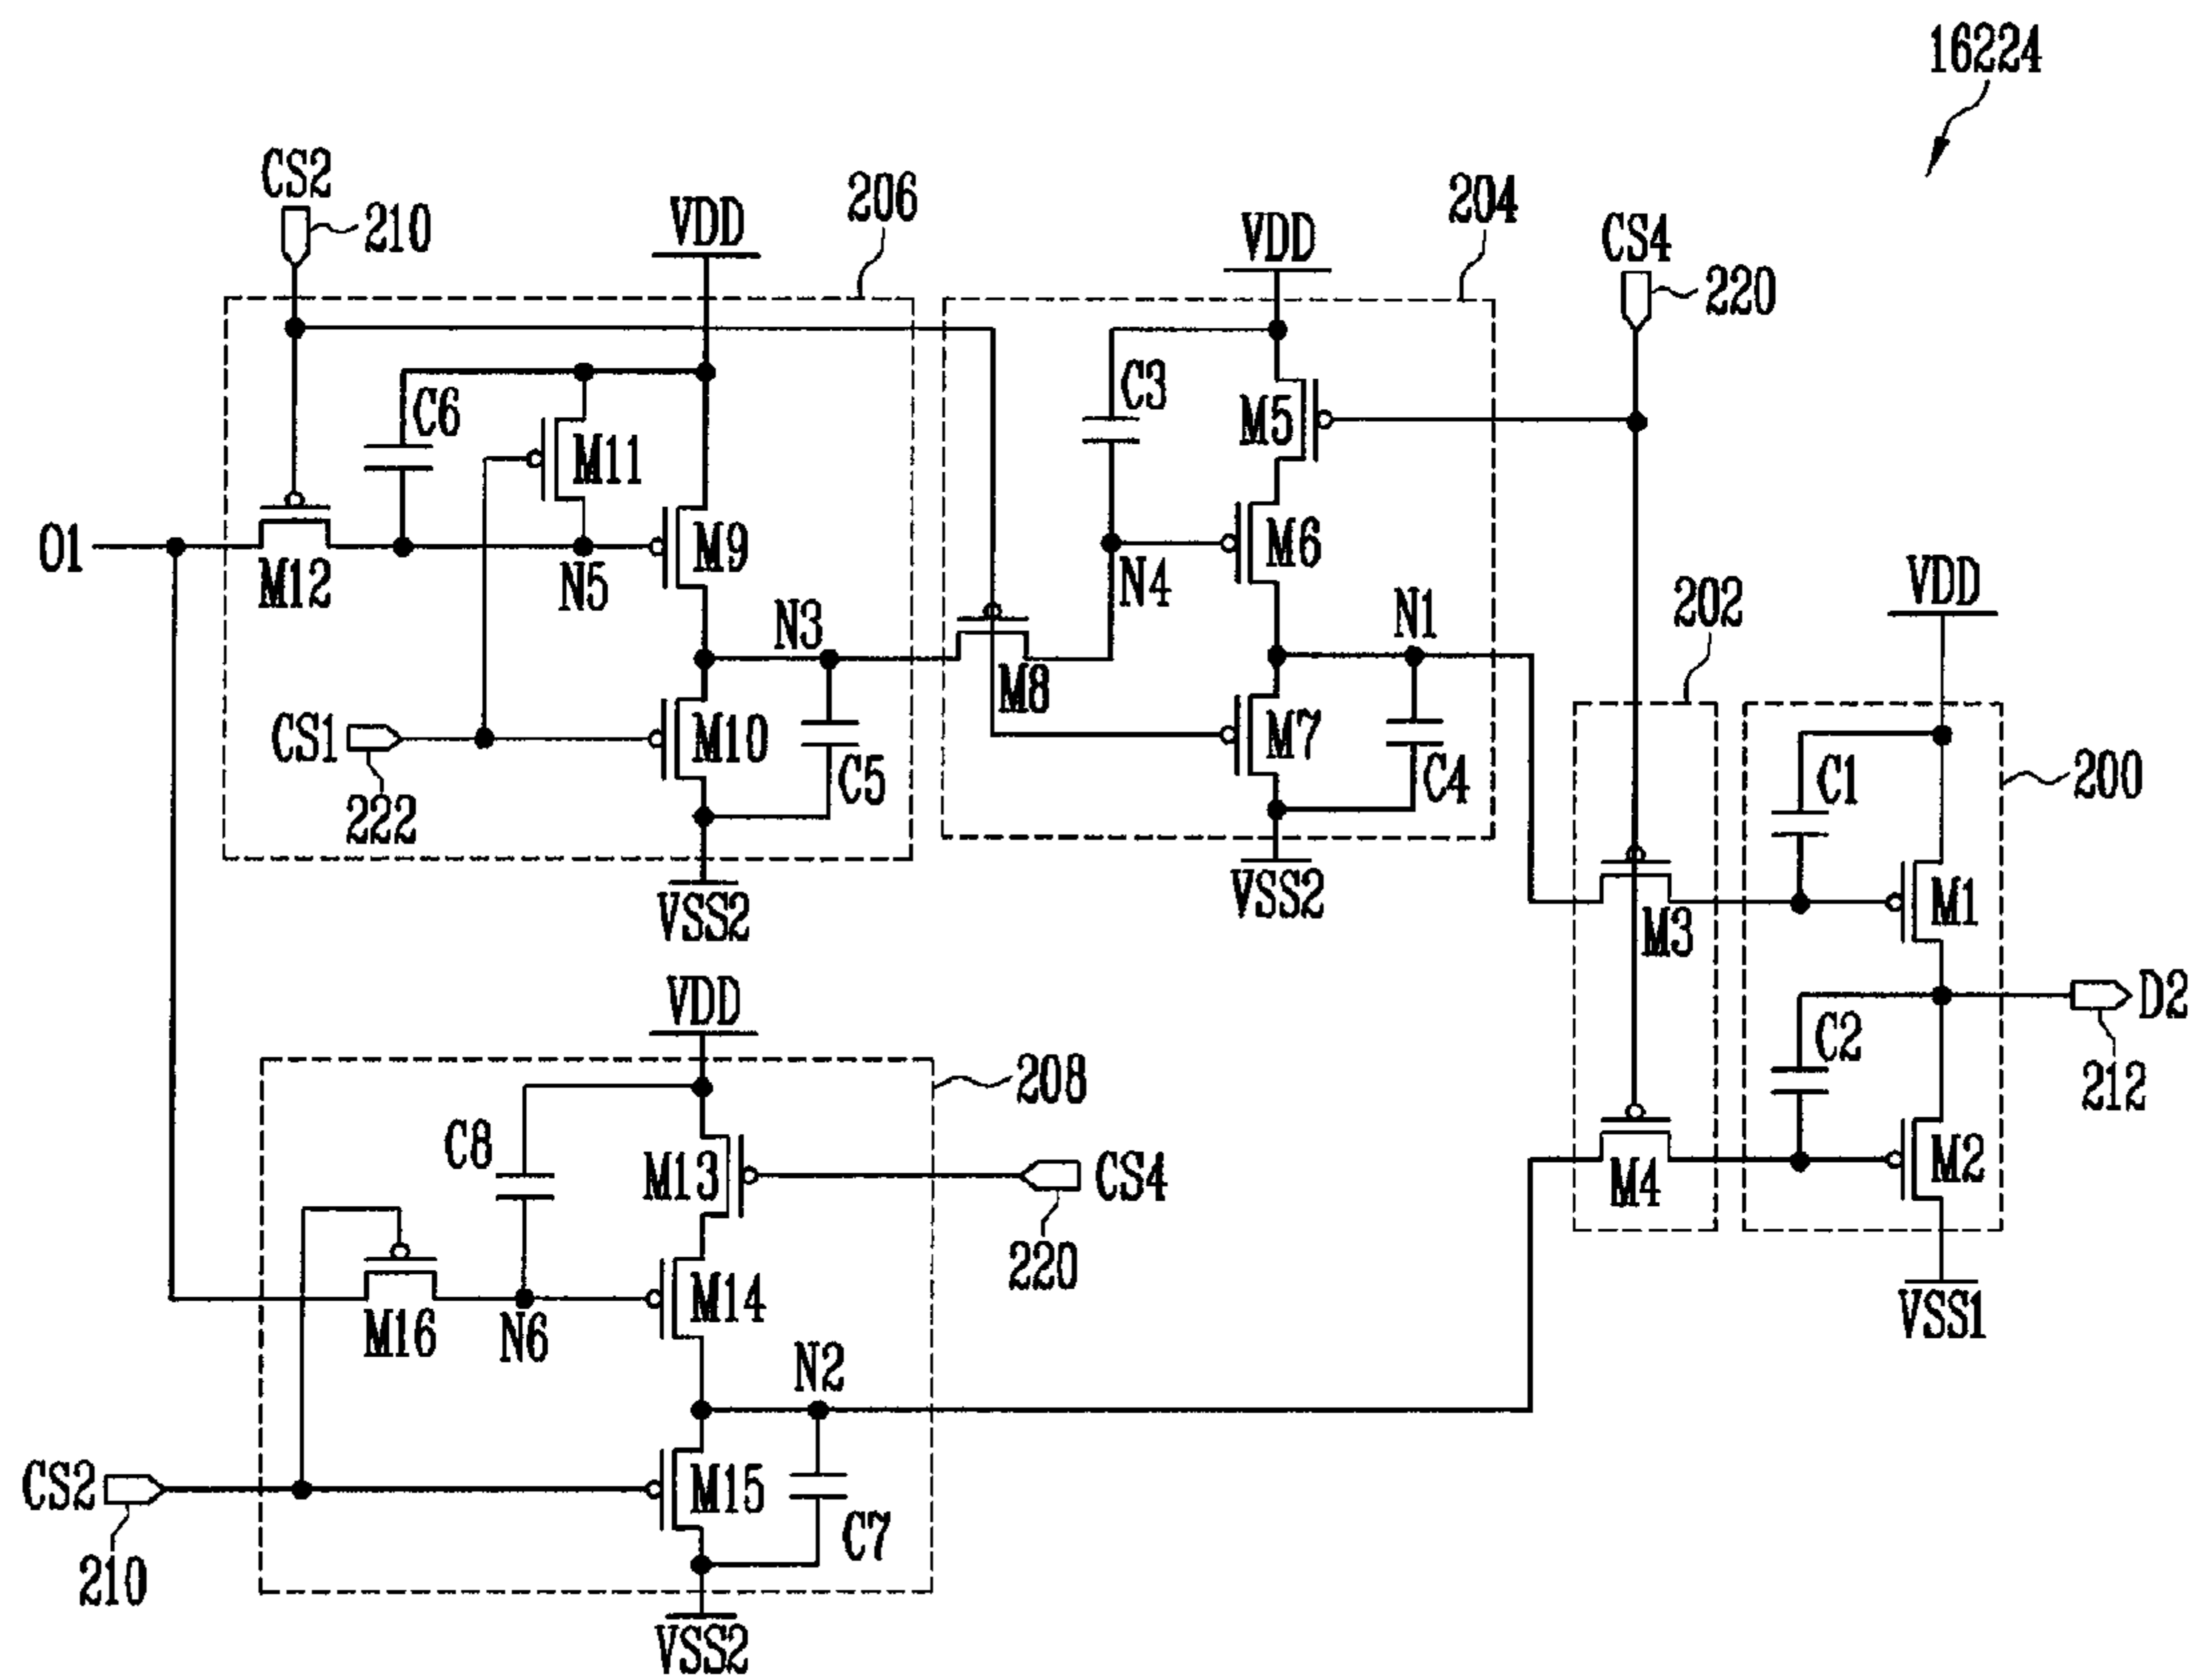 16224
CS2
210
VDD
206
VDD
204
CS4
220
C6
M11
C3
M5
O1
M12
N5
M9
N4
M6
N3
N1
M8
202
VDD
CS1
222
M10
C5
M7
C4
C1
200
VSS2
VSS2
M3
M1
VDD
D2
212
C2
208
C8
M13
CS4
220
M4
M2
M16
N6
M14
VSS1
N2
CS2
210
M15
C7
VSS2